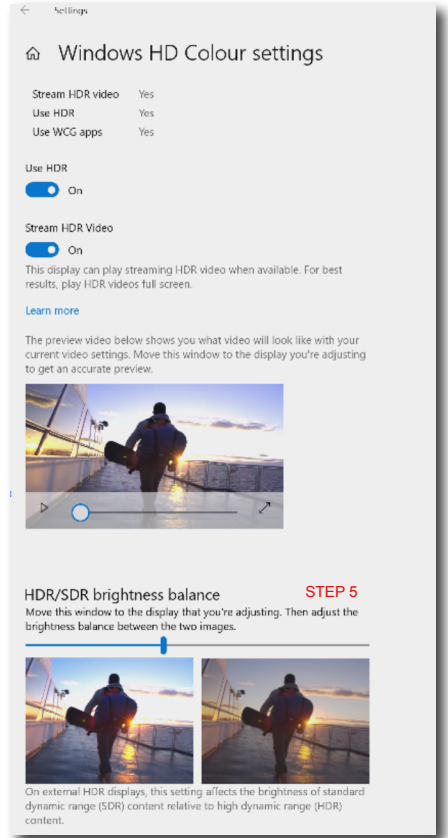 Settings
Windows HD Colour settings
Stream HDR video Yes
Use HDR Yes
Use WCG apps Yes
Use HDR
On
Stream HDR Video
On
This display can play streaming HDR video when available. For best
results, play HDR videos full screen.
Learn more
The preview video below shows you what video will look like with your
current video settings. Move this window to the display you're adjusting
to get an accurate preview.
HDR/SDR brightness balance STEP 5
Move this window to the display that you're adjusting. Then adjust the
brightness balance between the two images.
On external HDR displays, this setting affects the brightness of standard
dynamic range (SDR) content relative to high dynamic range (HDR)
content.